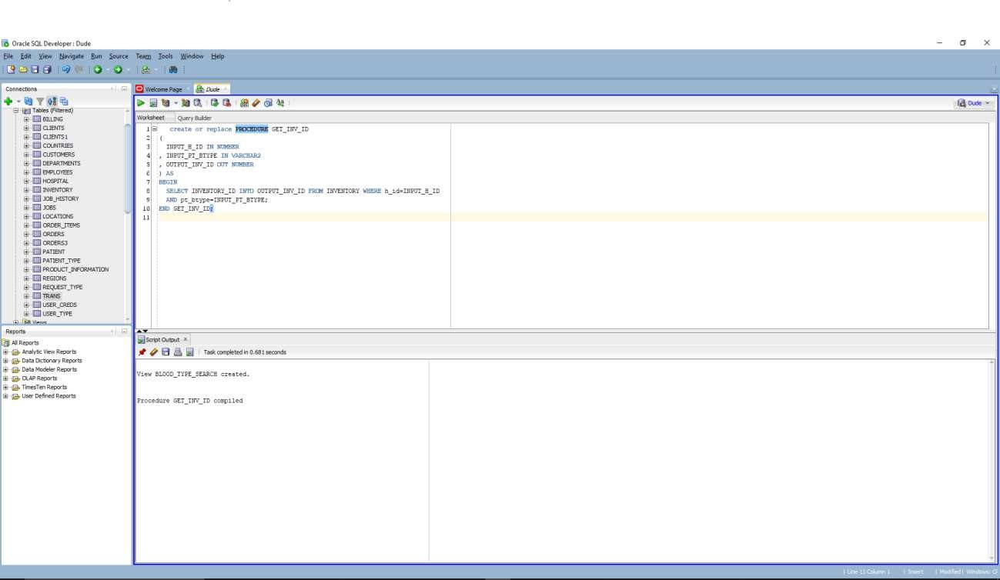 Oracle SQL Developer : Dude
File Edit View Navigate Run Source Team Tools Window Help
Connections
Welcome Page
Dude
Dude
Tables (Filtered)
BILLING
CLIENTS
CLIENTS1
COUNTRIES
CUSTOMERS
DEPARTMENTS
EMPLOYEES
HOSPITAL
INVENTORY
JOB_HISTORY
JOBS
LOCATIONS
ORDER_ITEMS
ORDERS
ORDERS3
PATIENT
PATIENT_TYPE
PRODUCT_INFORMATION
REGIONS
REQUEST_TYPE
TRANS
USER_CREDS
USER_TYPE
Views
Worksheet Query Builder
1 create or replace PROCEDURE GET_INV_ID
2 (
3 INPUT_H_ID IN NUMBER
4 , INPUT_PT_BTYPE IN VARCHAR2
5 , OUTPUT_INV_ID OUT NUMBER
6 ) AS
7 BEGIN
8 SELECT INVENTORY_ID INTO OUTPUT_INV_ID FROM INVENTORY WHERE h_id=INPUT_H_ID
9 AND pt_btype=INPUT_PT_BTYPE;
10 END GET_INV_ID;
11
Reports
All Reports
Analytic View Reports
Data Dictionary Reports
Data Modeler Reports
OLAP Reports
TimesTen Reports
User Defined Reports
Script Output x
Task completed in 0.681 seconds
View BLOOD_TYPE_SEARCH created.
Procedure GET_INV_ID compiled
| Line 11 Column 1 | Insert | Modified | Windows: C